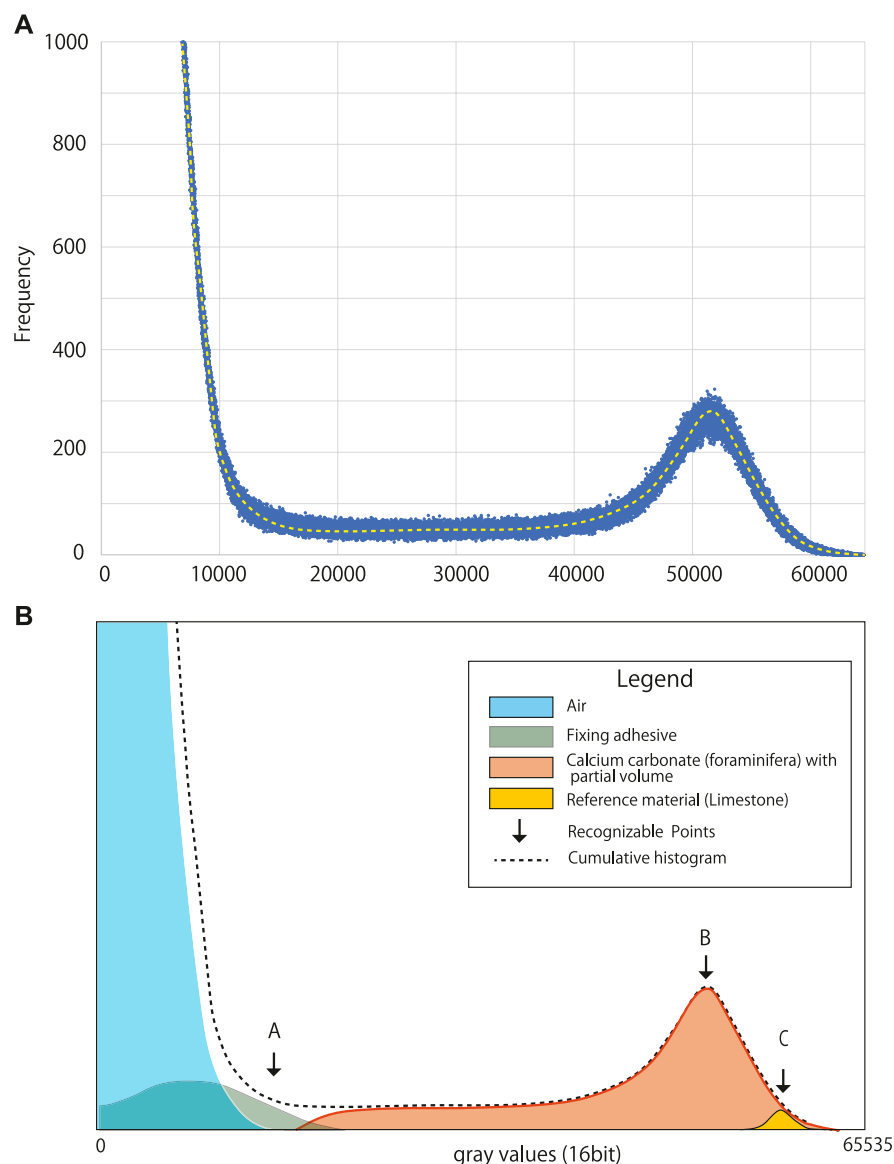 A
1000
800
600
Frequency
400
200
0
0 10000 20000 30000 40000 50000 60000
B
Legend
Air
Fixing adhesive
Calcium carbonate (foraminifera) with
partial volume
Reference material (Limestone)
Recognizable Points
Cumulative histogram
B
A
C
0
65535
gray values (16bit)